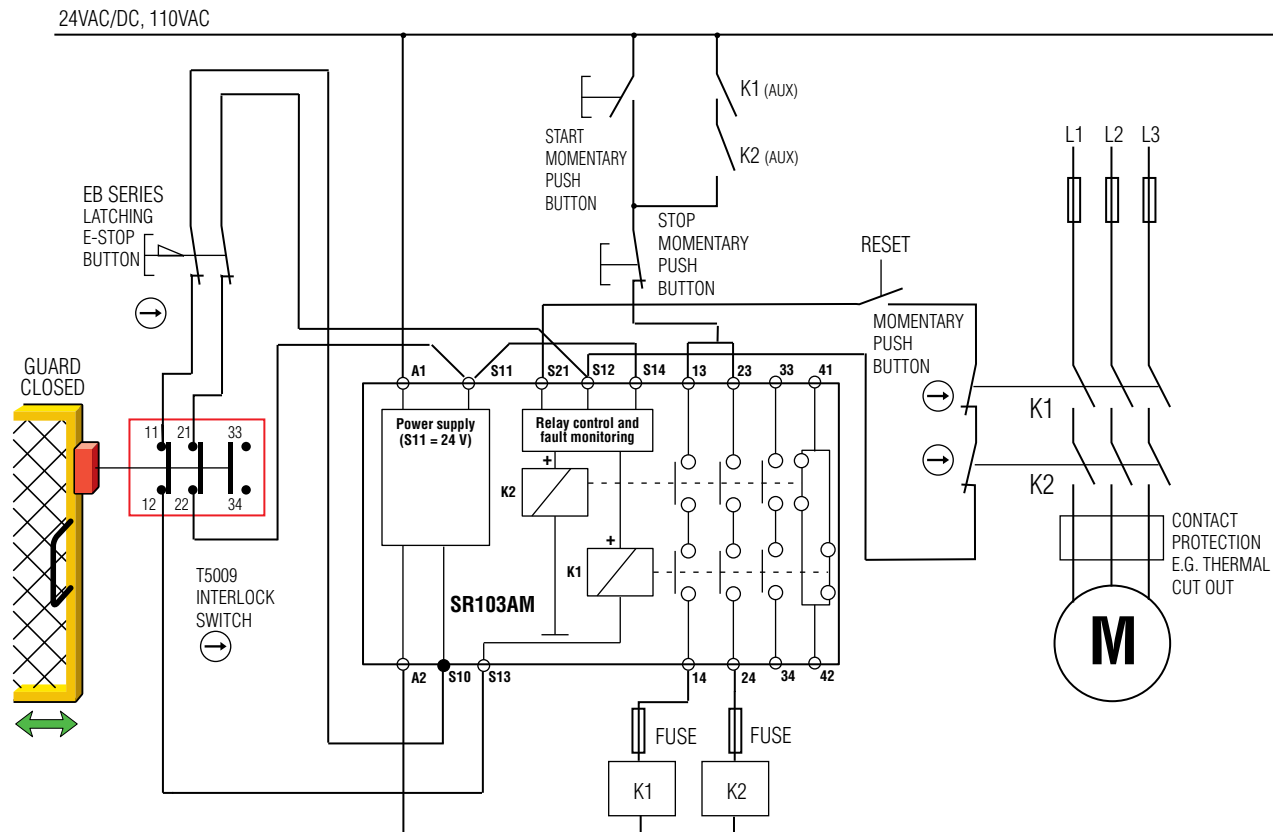 24VAC/DC, 110VAC
K1 (AUX)
K2 (AUX)
START
MOMENTARY
PUSH
BUTTON
L1 L2 L3
EB SERIES
LATCHING
E-STOP
BUTTON
STOP
MOMENTARY
PUSH
BUTTON
RESET
MOMENTARY
PUSH
BUTTON
GUARD
CLOSED
A1 S11 S21 S12 S14 13 23 33 41
11 21 33
12 22 34
Power supply
(S11 = 24 V)
Relay control and
fault monitoring
+
K2
+
K1
K1
K2
T5009
INTERLOCK
SWITCH
SR103AM
CONTACT
PROTECTION
E.G. THERMAL
CUT OUT
M
A2 S10 S13 14 24 34 42
FUSE FUSE
K1 K2